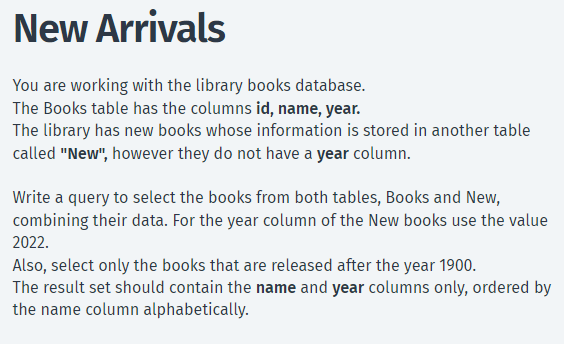 New Arrivals
You are working with the library books database.
The Books table has the columns id, name, year.
The library has new books whose information is stored in another table
called "New", however they do not have a year column.
Write a query to select the books from both tables, Books and New,
combining their data. For the year column of the New books use the value
2022.
Also, select only the books that are released after the year 1900.
The result set should contain the name and year columns only, ordered by
the name column alphabetically.